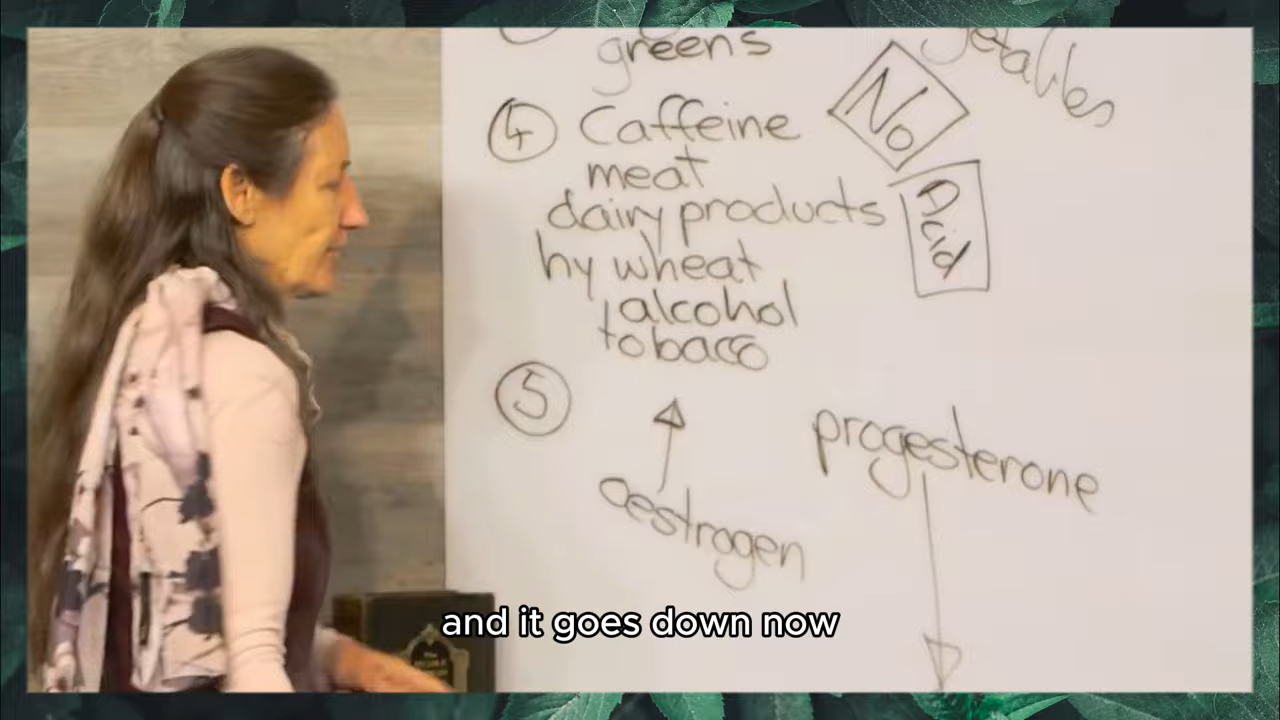 greens
getables
④ Caffeine
No
meat
dairy products
Acid
hy wheat
alcohol
tobacco
⑤
progesterone
oestrogen
and it goes down now